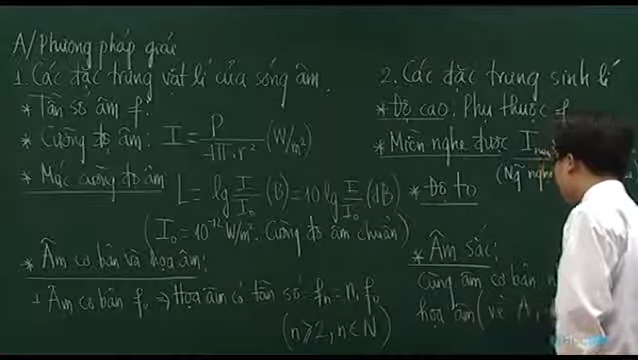 A/Phương pháp giải
1. Các đặc trưng vật lí của sóng âm.
* Tần số âm f.
* Cường độ âm: I = P / 4π.r² (W/m²)
* Mức cường độ âm L = lg I/I₀ (B) = 10 lg I/I₀ (dB)
(I₀ = 10⁻¹² W/m². Cường độ âm chuẩn)
* Âm cơ bản và họa âm:
1 Âm cơ bản f₀ ⇒ Họa âm có tần số fₙ = n.f₀
(n ≥ 2, n ∈ N)
2. Các đặc trưng sinh lí
* Độ cao: Phụ thuộc f
* Miền nghe được I
(Ng nghe
* Độ to
* Âm sắc:
Cùng âm cơ bản
họa âm (về A,